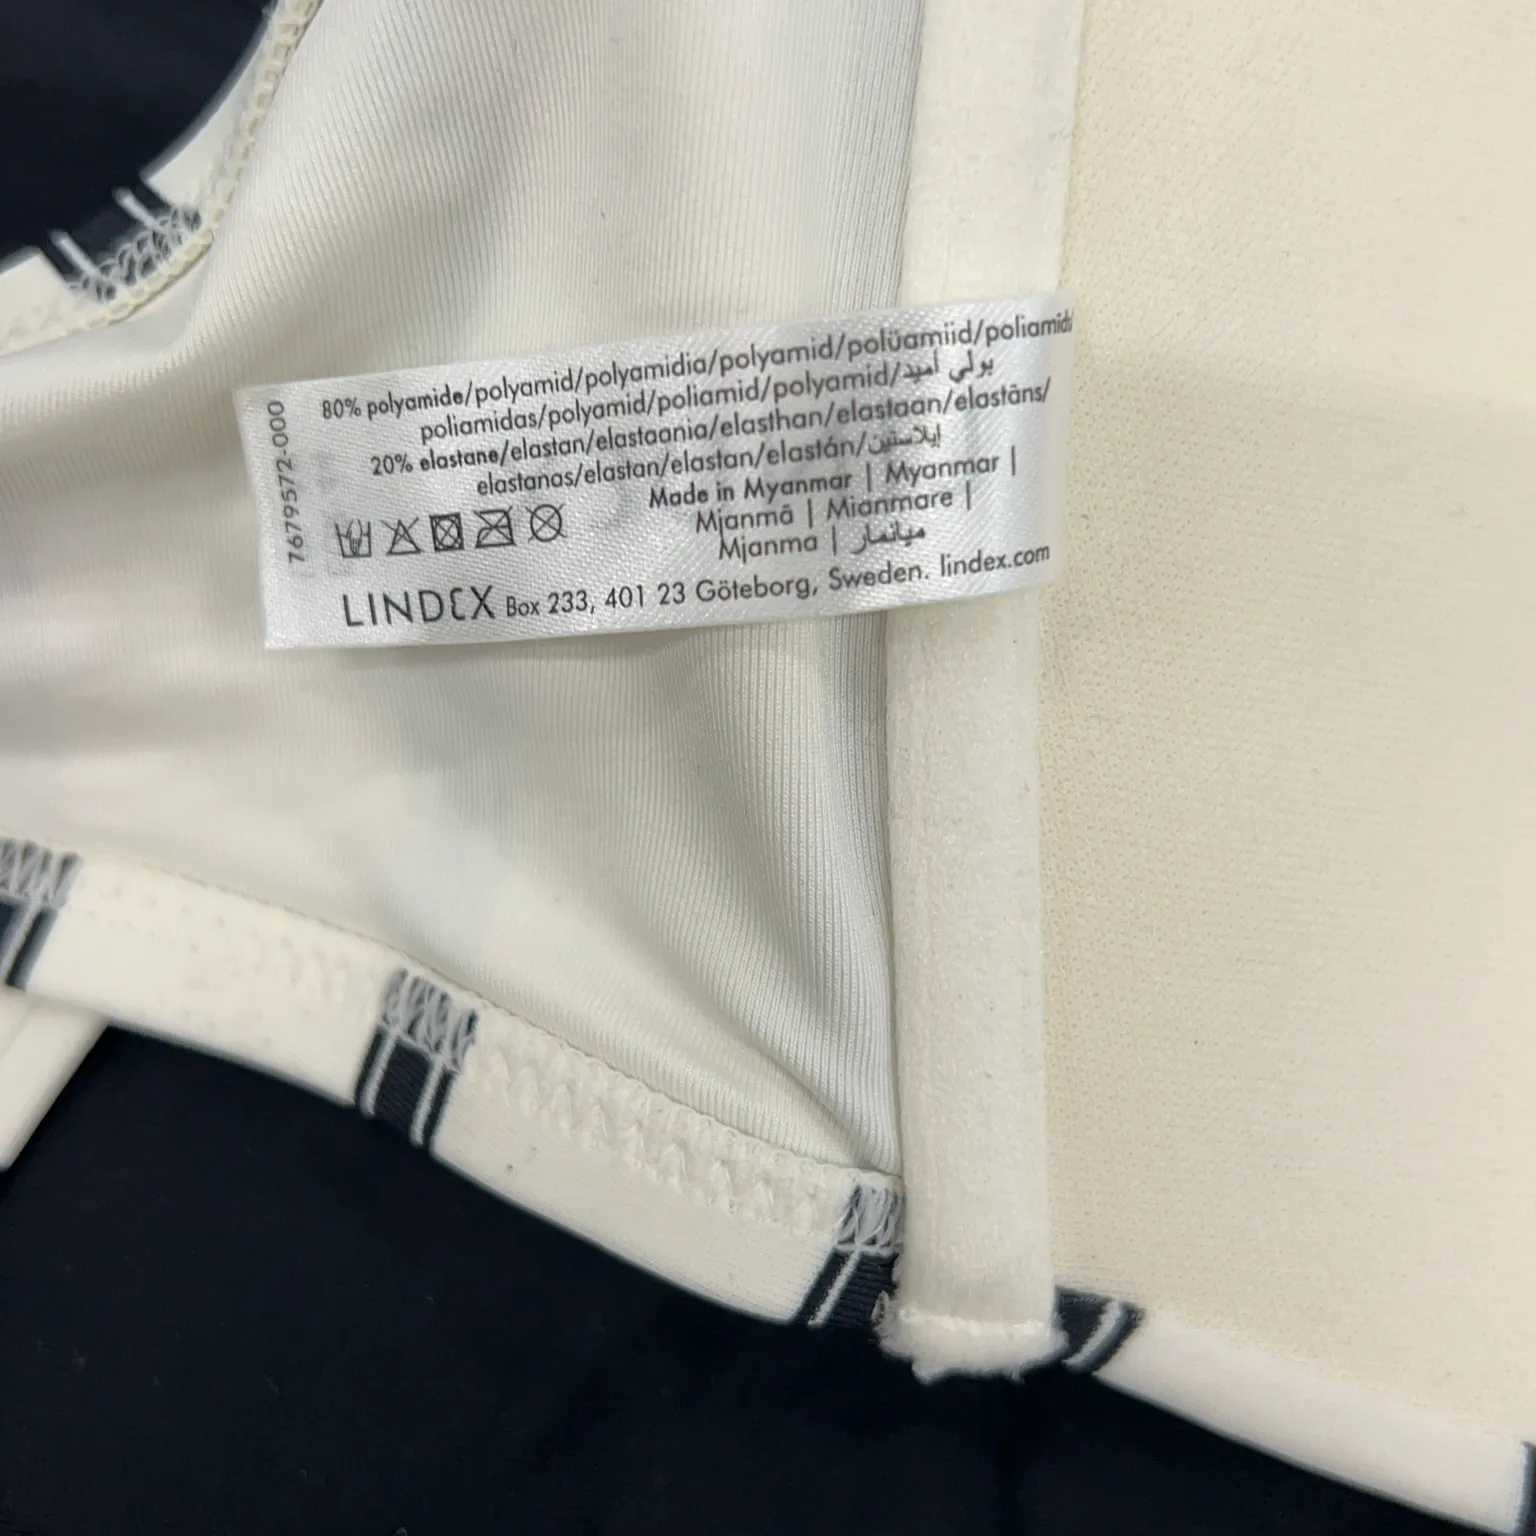 80% polyamide/polyamid/polyamidia/polyamid/polüamiid/poliamids/
poliamidas/polyamid/poliamid/polyamid/بولي أميد
20% elastane/elastan/elastaania/elasthan/elastaan/elastāns/
elastanas/elastan/elastan/elastán/إيلاستين
Made in Myanmar | Myanmar |
Mjanmā | Mianmare |
Mjanma | ميانمار
LINDEX Box 233, 401 23 Göteborg, Sweden. lindex.com
7679572-000